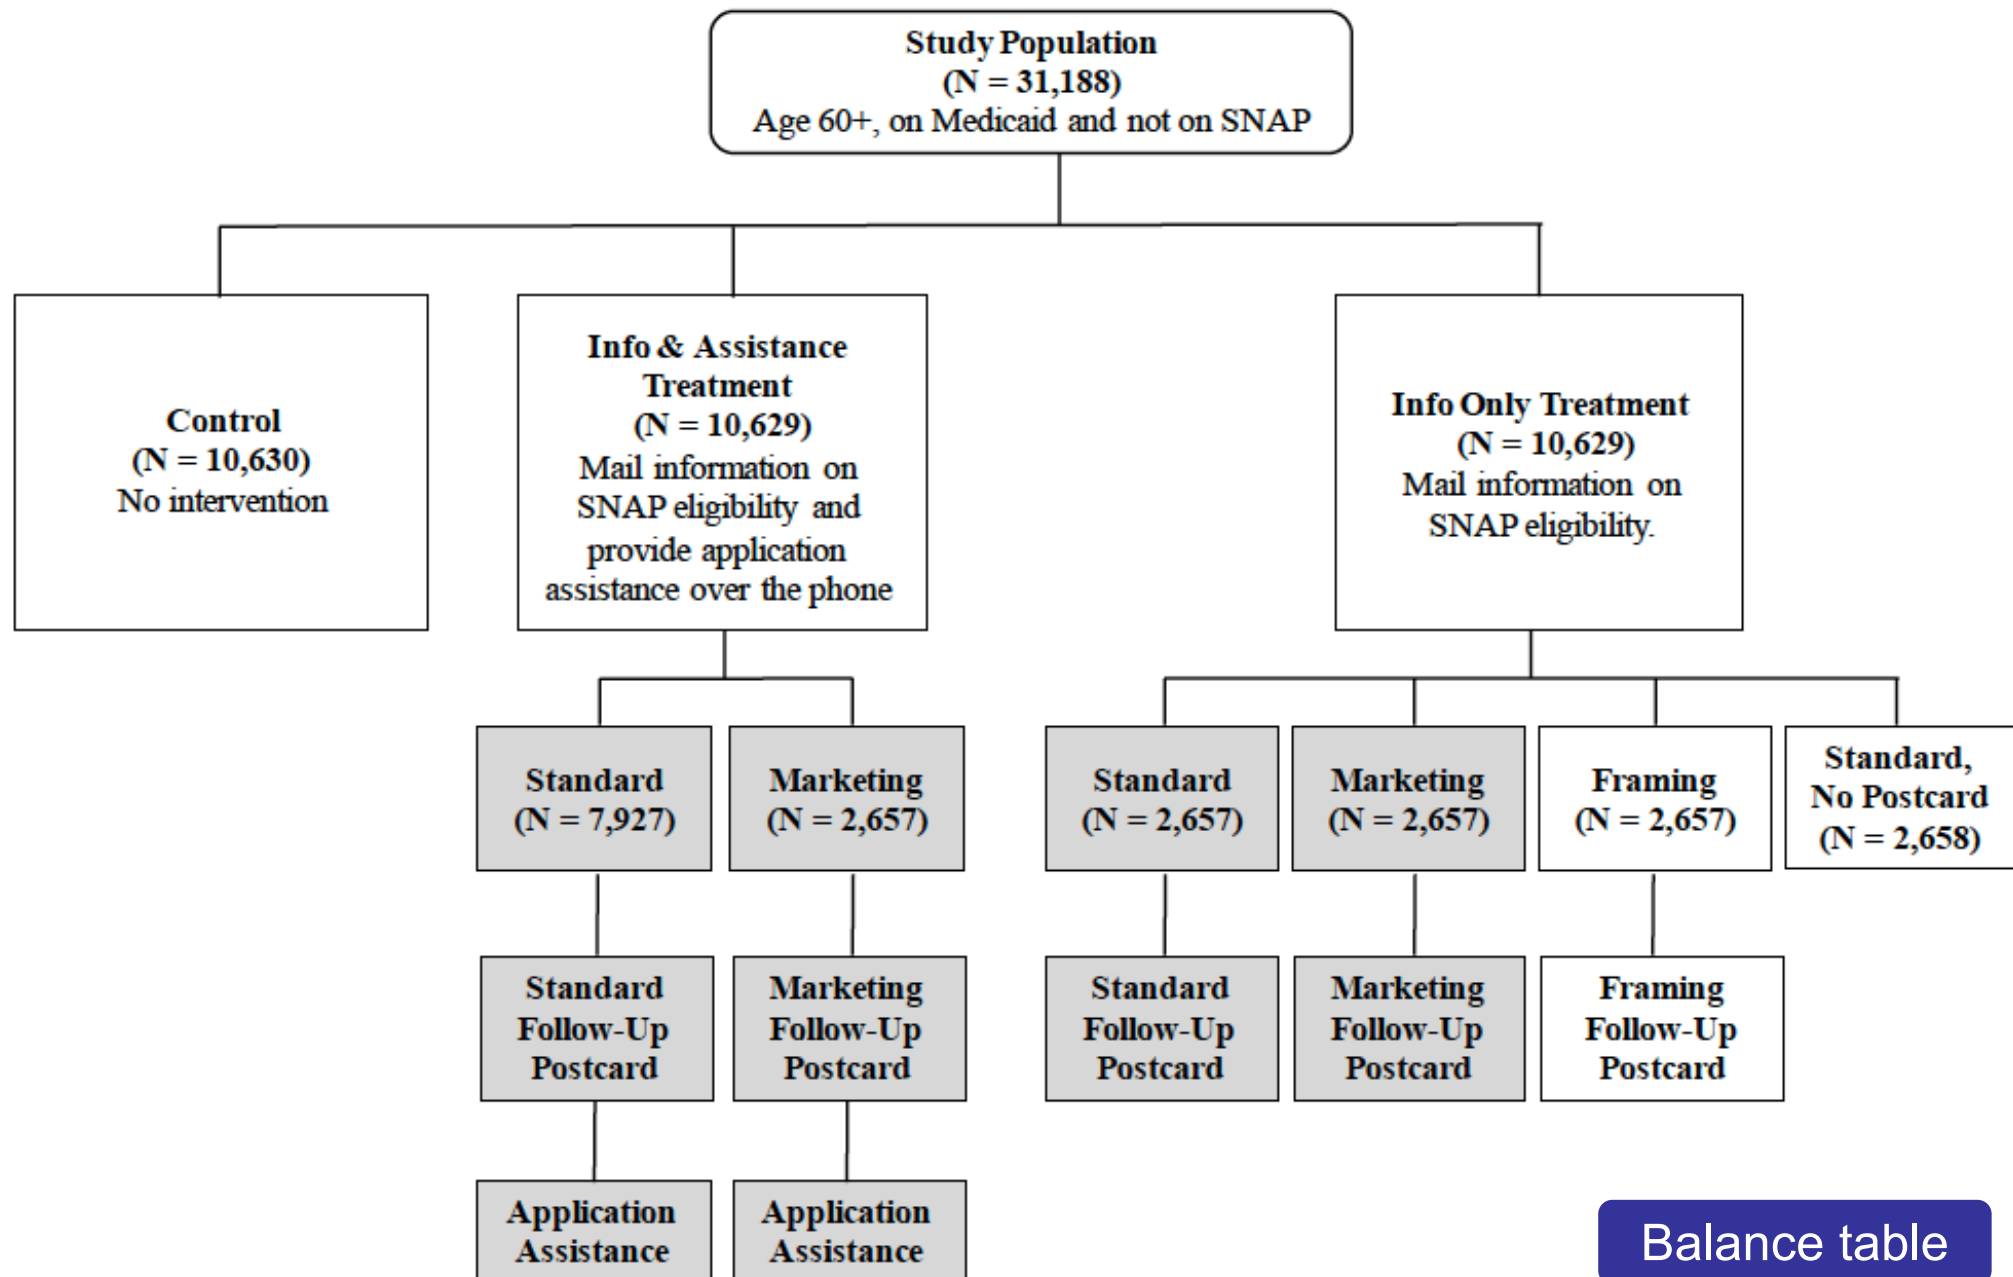 Study Population
(N = 31,188)
Age 60+, on Medicaid and not on SNAP
Control
(N = 10,630)
No intervention
Info & Assistance
Treatment
(N = 10,629)
Mail information on
SNAP eligibility and
provide application
assistance over the phone
Info Only Treatment
(N = 10,629)
Mail information on
SNAP eligibility.
Standard
(N = 7,927)
Marketing
(N = 2,657)
Standard
(N = 2,657)
Marketing
(N = 2,657)
Framing
(N = 2,657)
Standard,
No Postcard
(N = 2,658)
Standard
Follow-Up
Postcard
Marketing
Follow-Up
Postcard
Standard
Follow-Up
Postcard
Marketing
Follow-Up
Postcard
Framing
Follow-Up
Postcard
Application
Assistance
Application
Assistance
Balance table